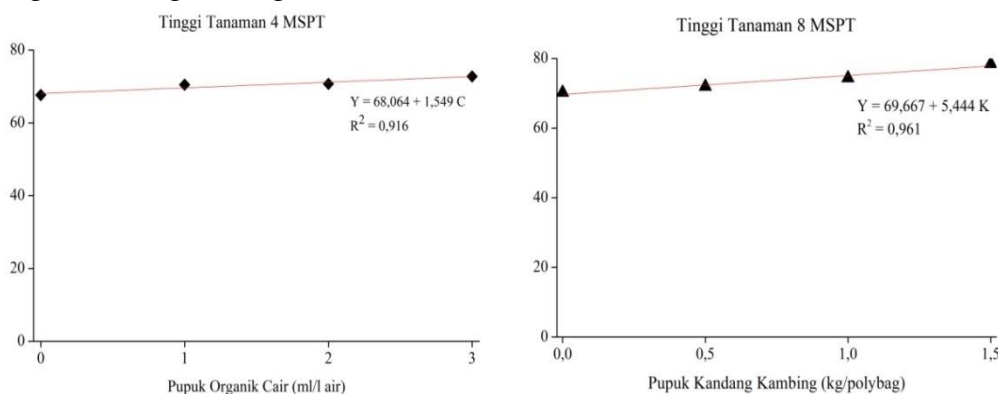 Tinggi Tanaman 4 MSPT
80
60
40
20
0
0 1 2 3
Y = 68,064 + 1,549 C
R2 = 0,916
Pupuk Organik Cair (ml/l air)
Tinggi Tanaman 8 MSPT
80
60
40
20
0
0,0 0,5 1,0 1,5
Y = 69,667 + 5,444 K
R2 = 0,961
Pupuk Kandang Kambing (kg/polybag)